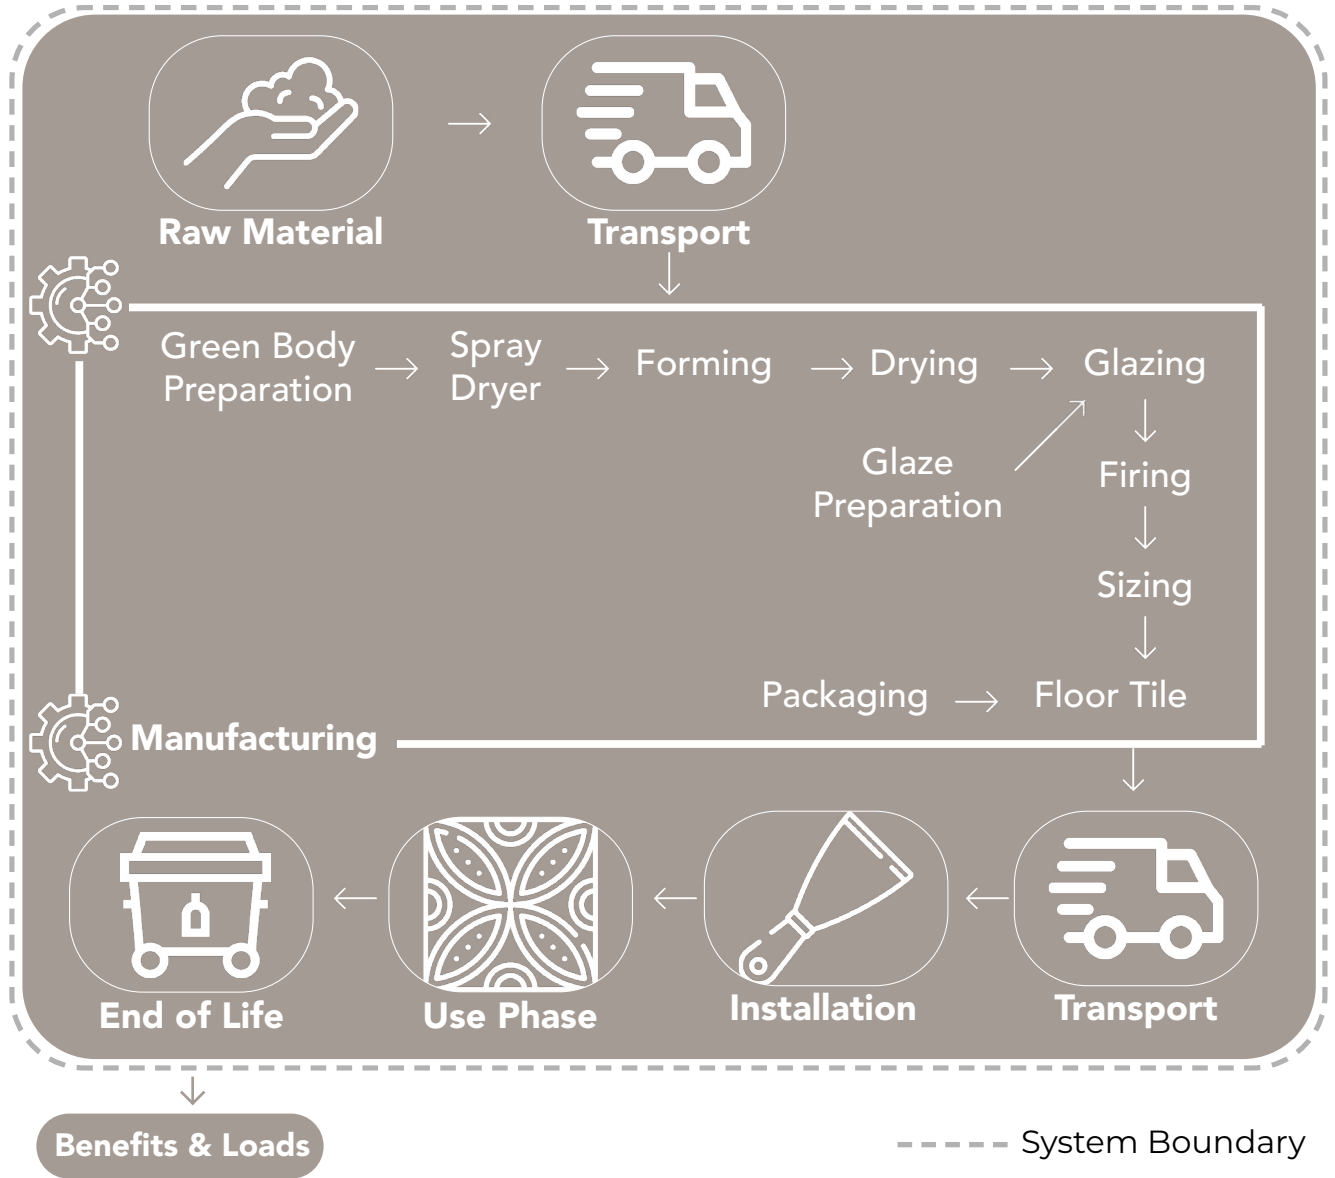 Raw Material
Transport
Green Body
Preparation
Spray
Dryer
Forming
Drying
Glazing
Glaze
Preparation
Firing
Sizing
Packaging
Floor Tile
Manufacturing
End of Life
Use Phase
Installation
Transport
Benefits & Loads
System Boundary